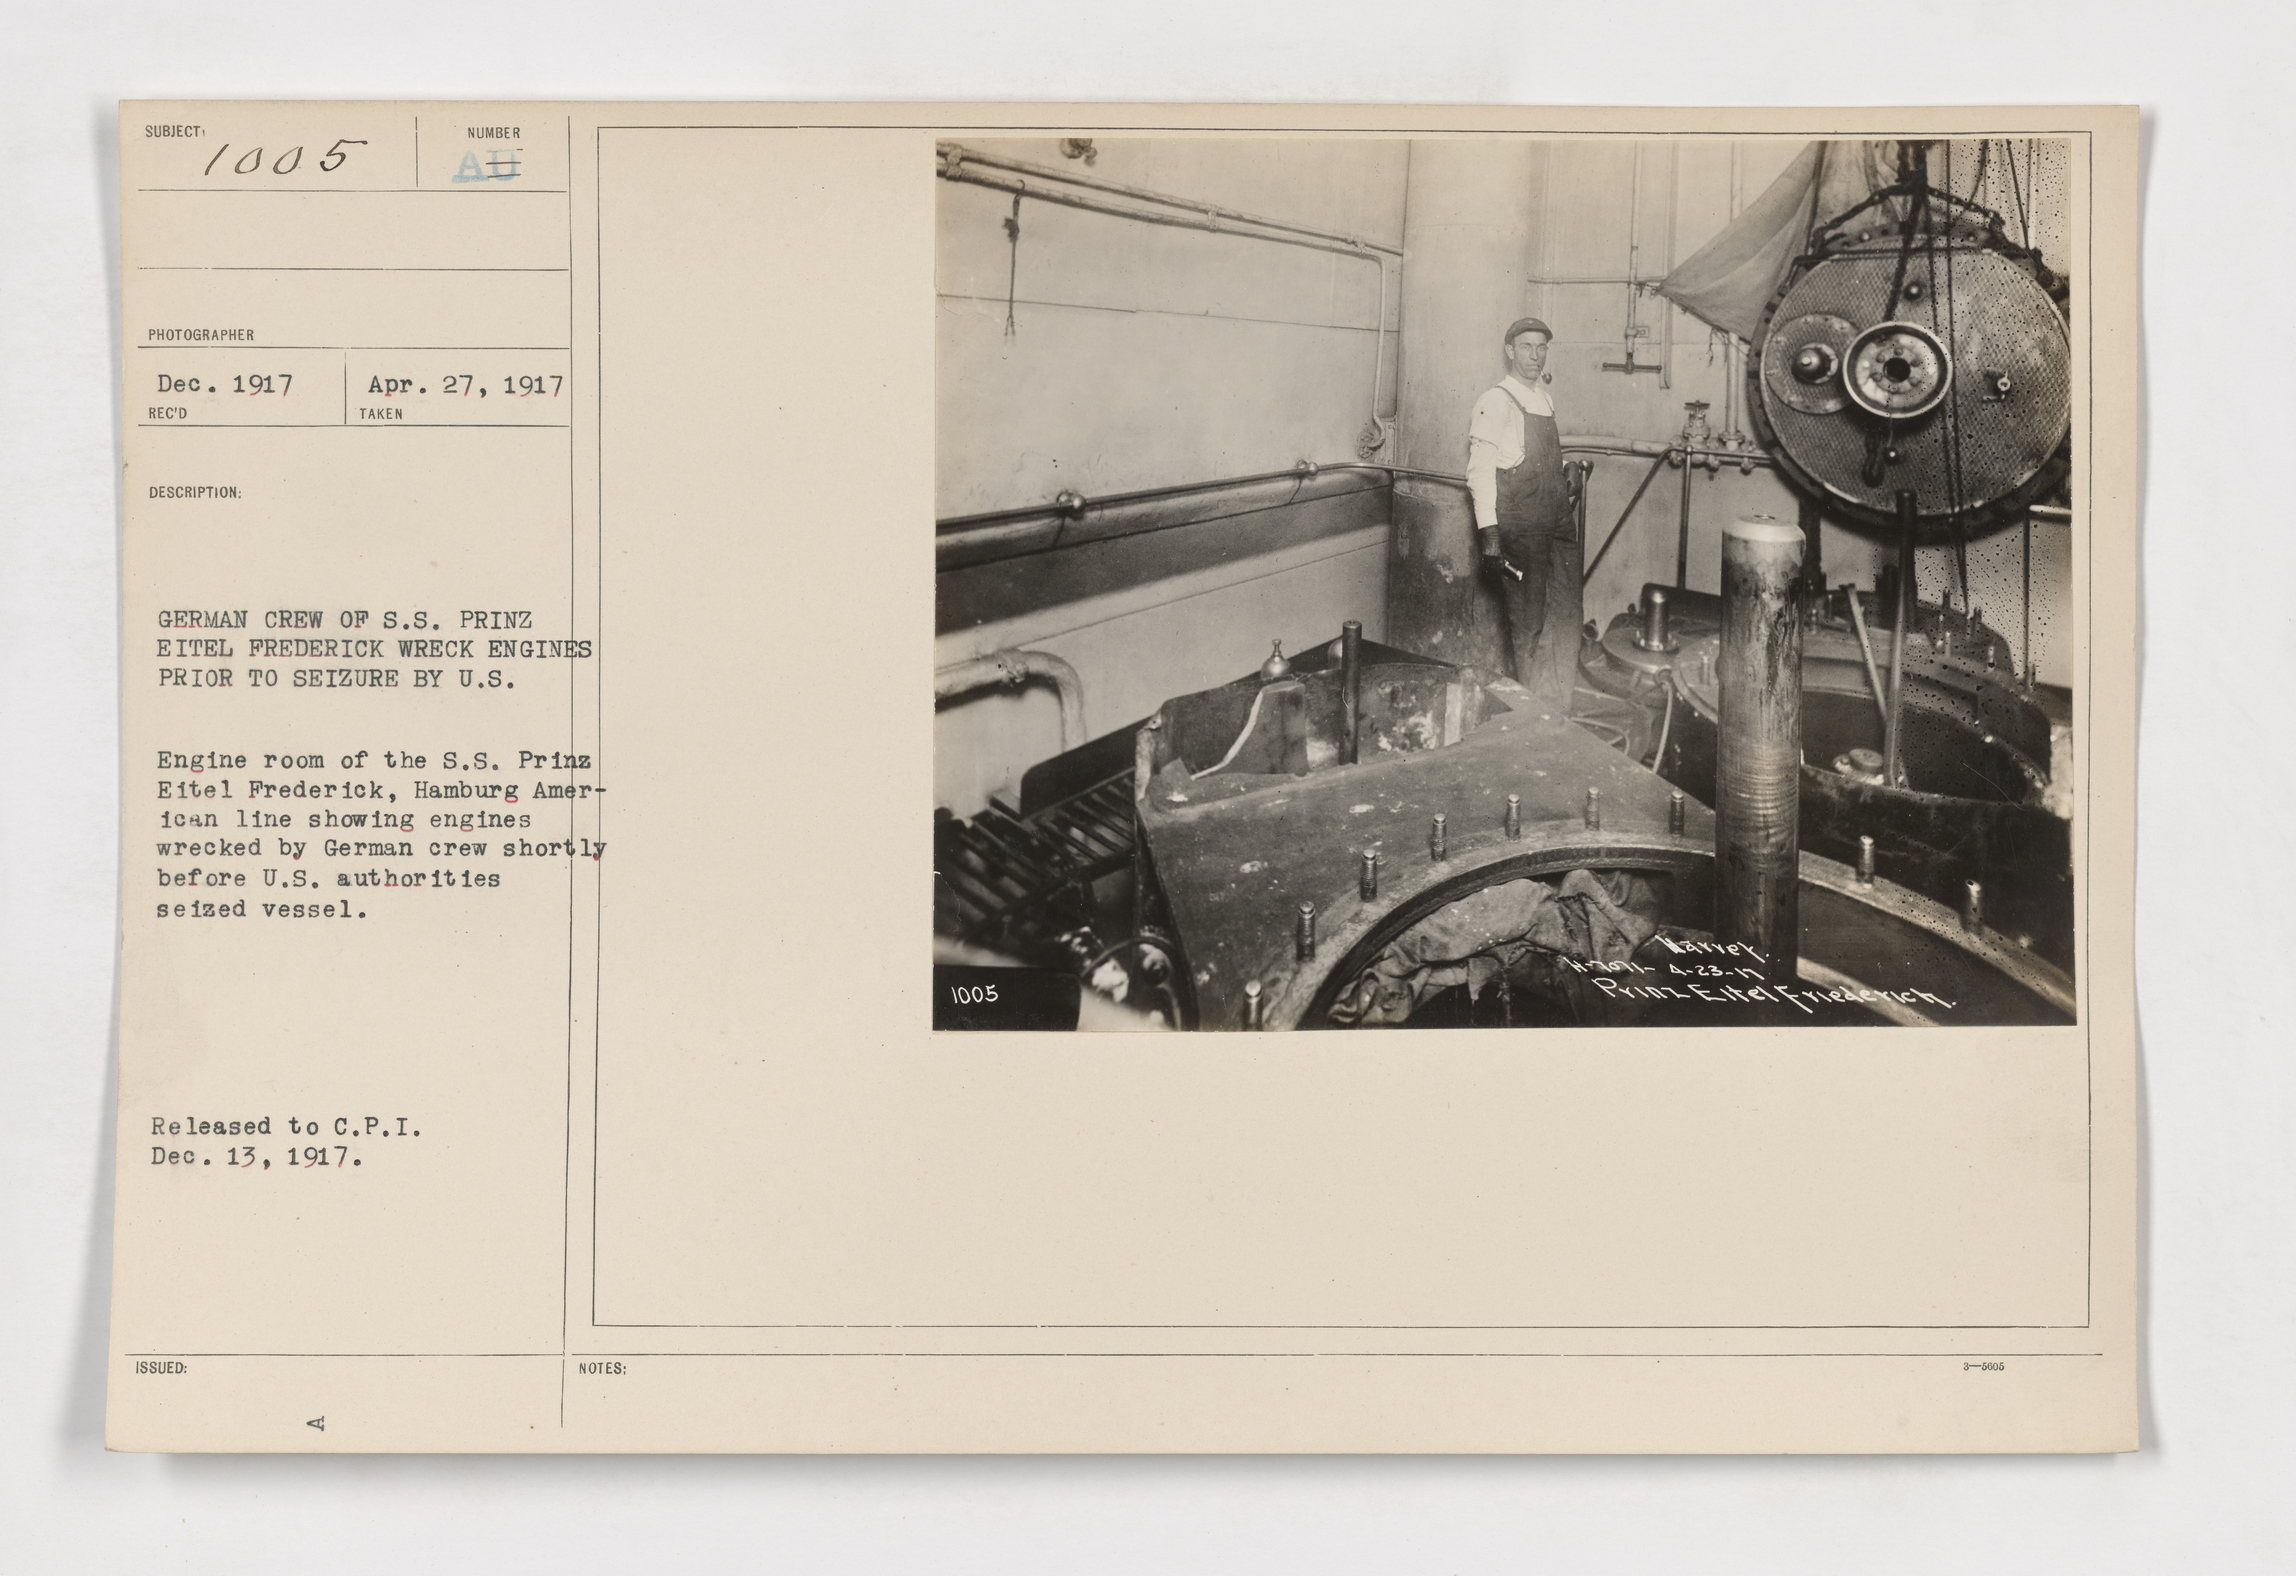 SUBJECT:
1005
NUMBER
AU
PHOTOGRAPHER
Dec. 1917
REC'D
Apr. 27, 1917
TAKEN
DESCRIPTION:
GERMAN CREW OF S.S. PRINZ
EITEL FREDERICK WRECK ENGINES
PRIOR TO SEIZURE BY U.S.
Engine room of the S.S. Prinz
Eitel Frederick, Hamburg Amer-
ican line showing engines
wrecked by German crew shortly
before U.S. authorities
seized vessel.
Released to C.P.I.
Dec. 13, 1917.
ISSUED:
A
1005
4-23-17
Prinz Eitel Friederich.
NOTES:
3—5605